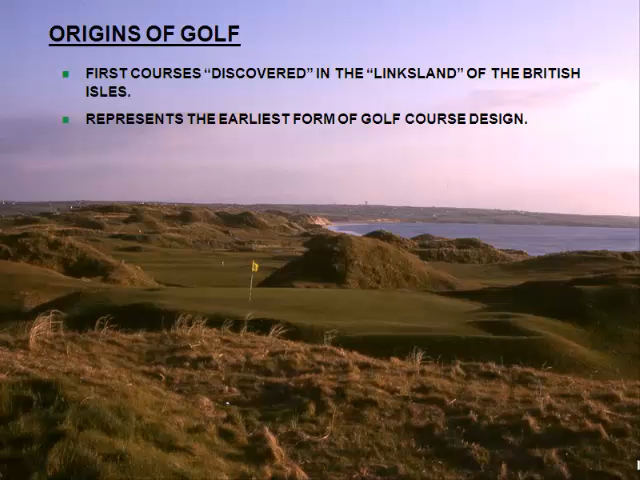 ORIGINS OF GOLF
FIRST COURSES “DISCOVERED” IN THE “LINKSLAND” OF THE BRITISH
ISLES.
REPRESENTS THE EARLIEST FORM OF GOLF COURSE DESIGN.